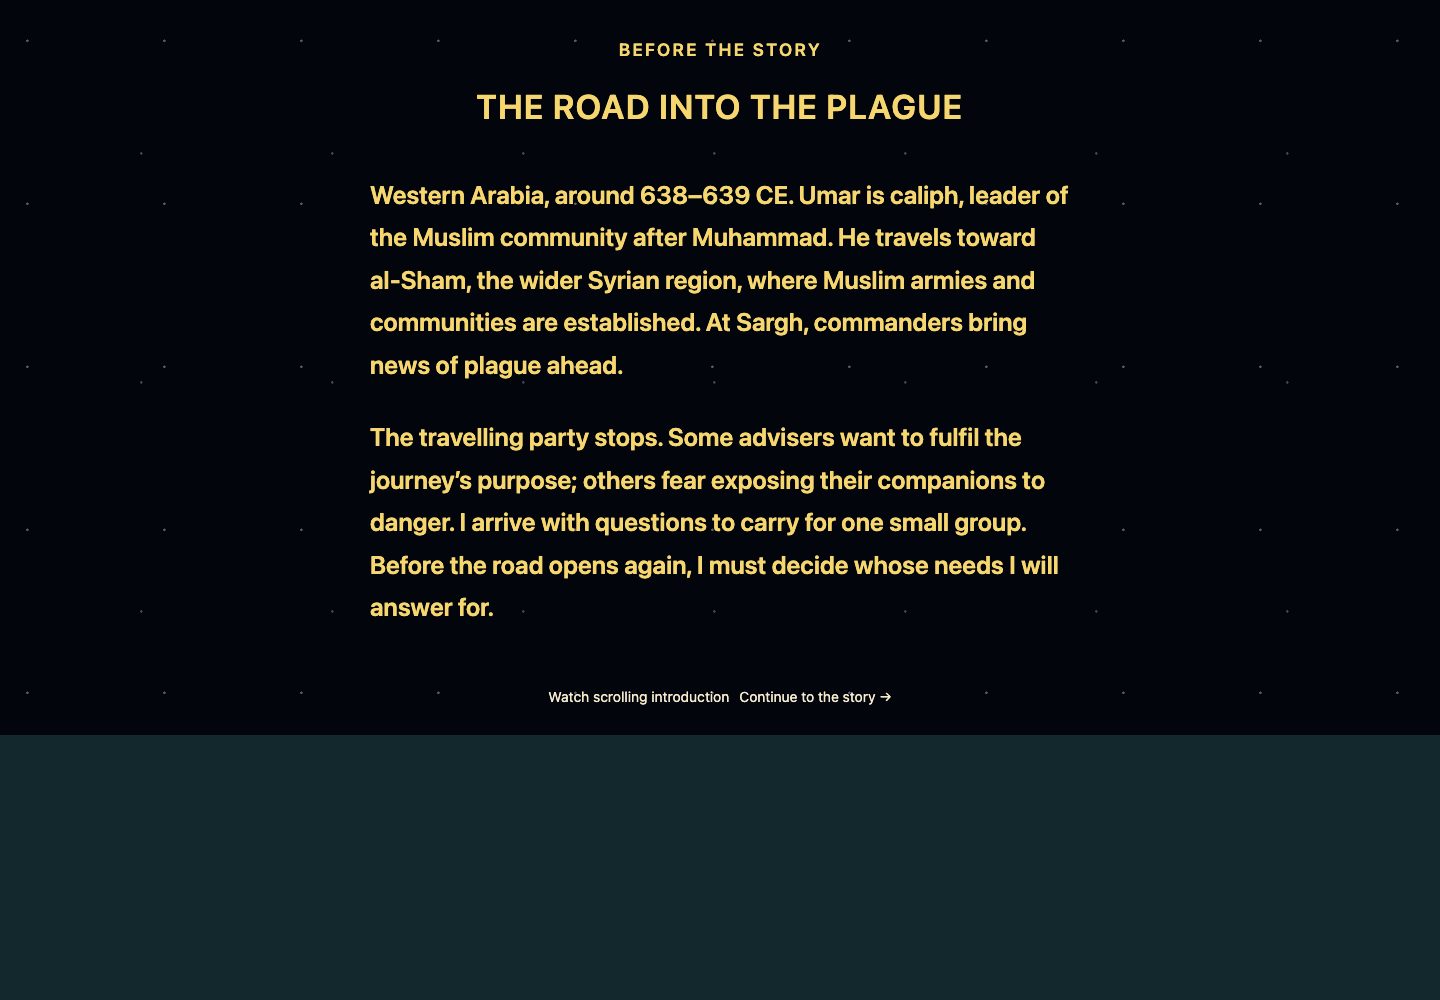 BEFORE THE STORY
THE ROAD INTO THE PLAGUE
Western Arabia, around 638–639 CE. Umar is caliph, leader of
the Muslim community after Muhammad. He travels toward
al-Sham, the wider Syrian region, where Muslim armies and
communities are established. At Sargh, commanders bring
news of plague ahead.
The travelling party stops. Some advisers want to fulfil the
journey’s purpose; others fear exposing their companions to
danger. I arrive with questions to carry for one small group.
Before the road opens again, I must decide whose needs I will
answer for.
Watch scrolling introduction Continue to the story →